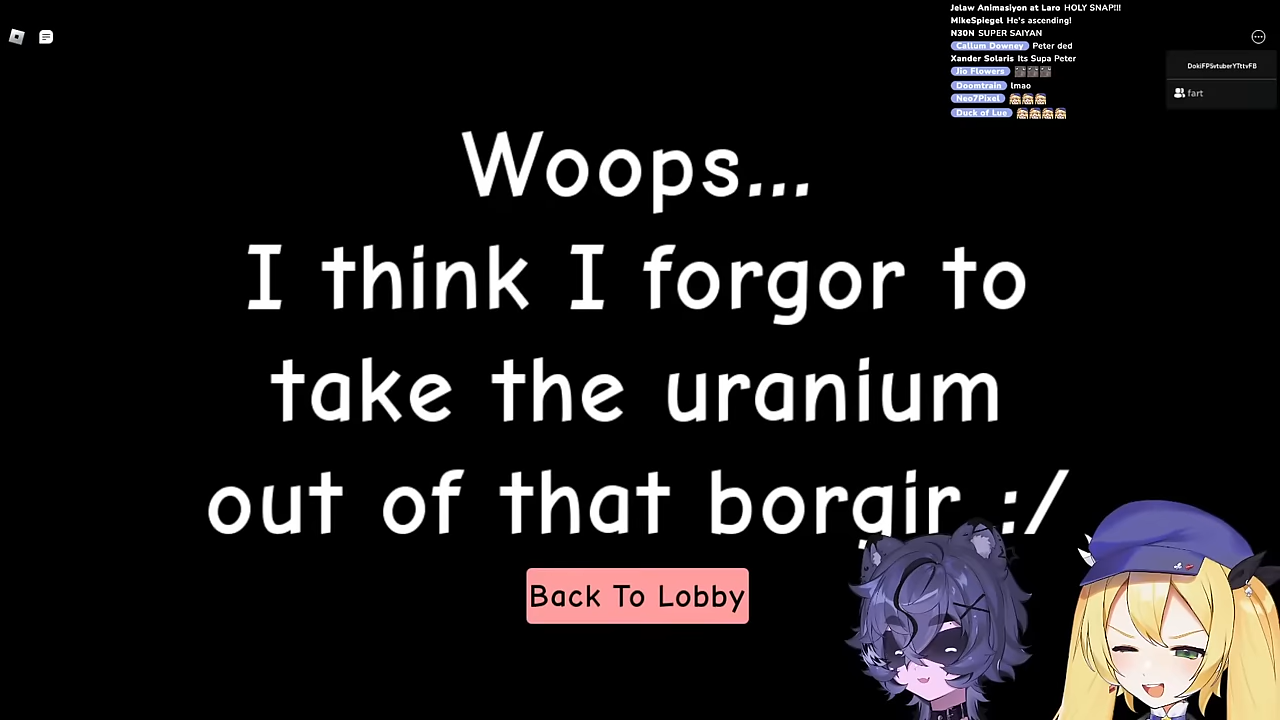 Jelaw Animasiyon at Laro HOLY SNAP!!!
MikeSpiegel He's ascending!
N30N SUPER SAIYAN
Callum Downey Peter ded
Xander Solaris Its Supa Peter
Jio Flowers
Doomtrain lmao
Neo7Pixel
Duck of Lue
DokiFPSvtuberYTttvFB
fart
Woops...
I think I forgor to
take the uranium
out of that borgir :/
Back To Lobby